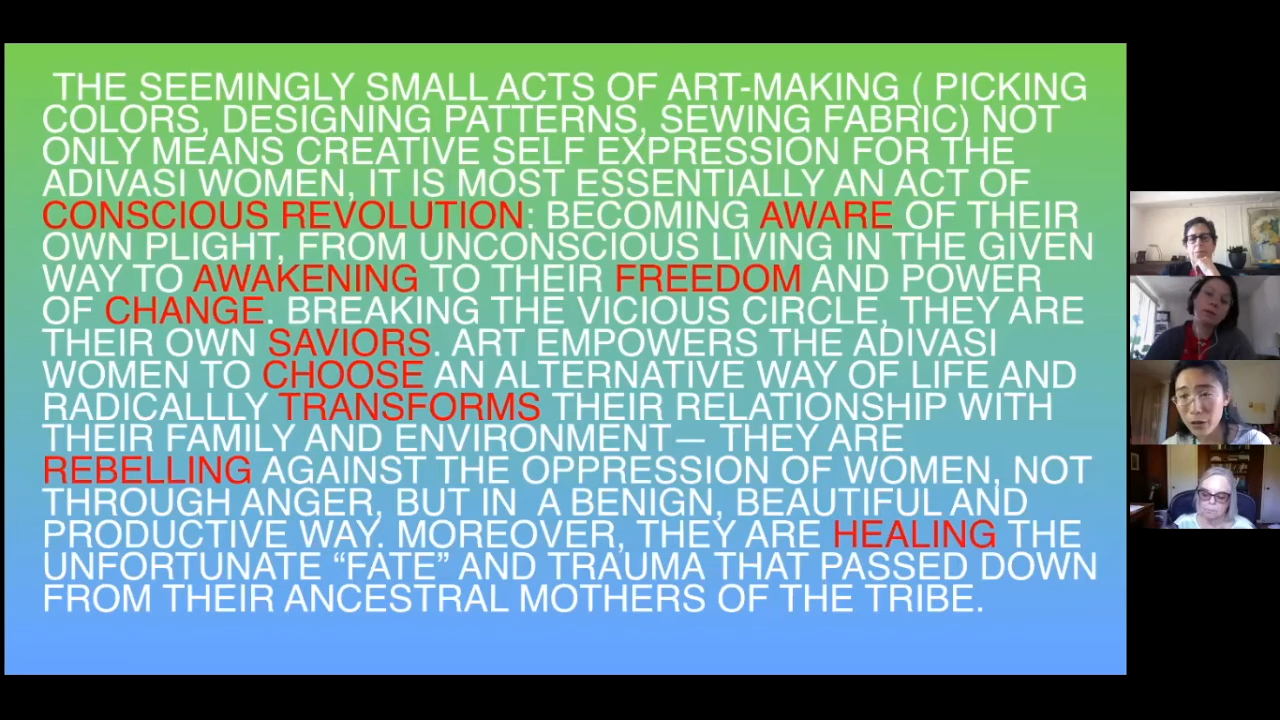 THE SEEMINGLY SMALL ACTS OF ART-MAKING ( PICKING
COLORS, DESIGNING PATTERNS, SEWING FABRIC) NOT
ONLY MEANS CREATIVE SELF EXPRESSION FOR THE
ADIVASI WOMEN, IT IS MOST ESSENTIALLY AN ACT OF
CONSCIOUS REVOLUTION: BECOMING AWARE OF THEIR
OWN PLIGHT, FROM UNCONSCIOUS LIVING IN THE GIVEN
WAY TO AWAKENING TO THEIR FREEDOM AND POWER
OF CHANGE. BREAKING THE VICIOUS CIRCLE, THEY ARE
THEIR OWN SAVIORS. ART EMPOWERS THE ADIVASI
WOMEN TO CHOOSE AN ALTERNATIVE WAY OF LIFE AND
RADICALLLY TRANSFORMS THEIR RELATIONSHIP WITH
THEIR FAMILY AND ENVIRONMENT— THEY ARE
REBELLING AGAINST THE OPPRESSION OF WOMEN, NOT
THROUGH ANGER, BUT IN A BENIGN, BEAUTIFUL AND
PRODUCTIVE WAY. MOREOVER, THEY ARE HEALING THE
UNFORTUNATE “FATE” AND TRAUMA THAT PASSED DOWN
FROM THEIR ANCESTRAL MOTHERS OF THE TRIBE.